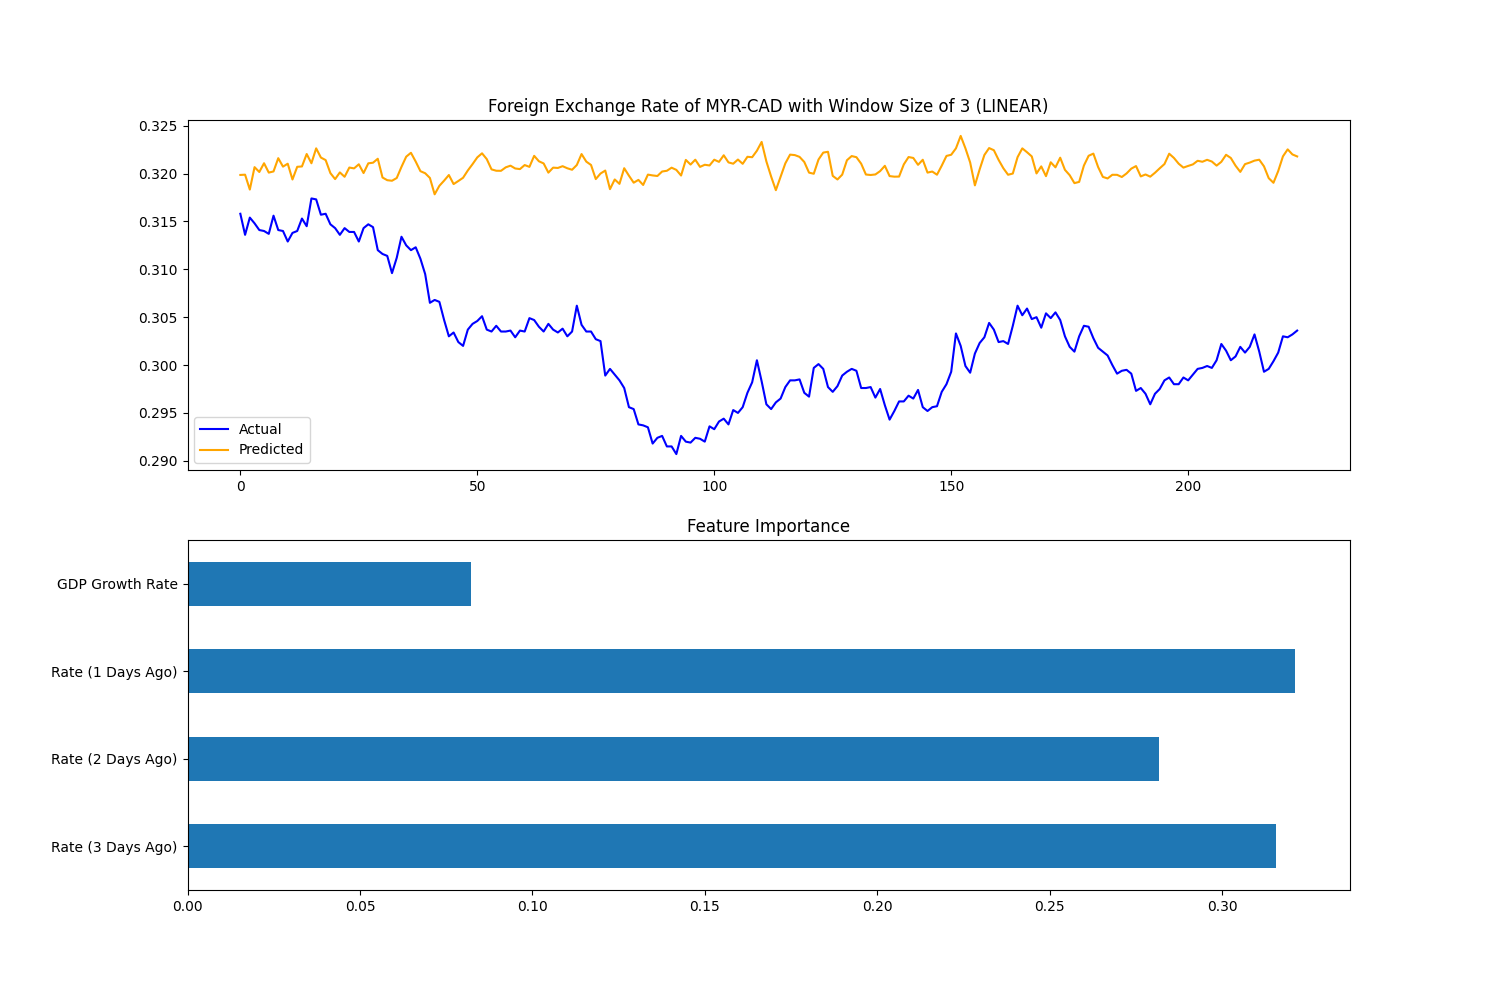 Foreign Exchange Rate of MYR-CAD with Window Size of 3 (LINEAR)
0.325
0.320
0.315
0.310
0.305
0.300
0.295
0.290
Actual
Predicted
0 50 100 150 200
Feature Importance
GDP Growth Rate
Rate (1 Days Ago)
Rate (2 Days Ago)
Rate (3 Days Ago)
0.00 0.05 0.10 0.15 0.20 0.25 0.30